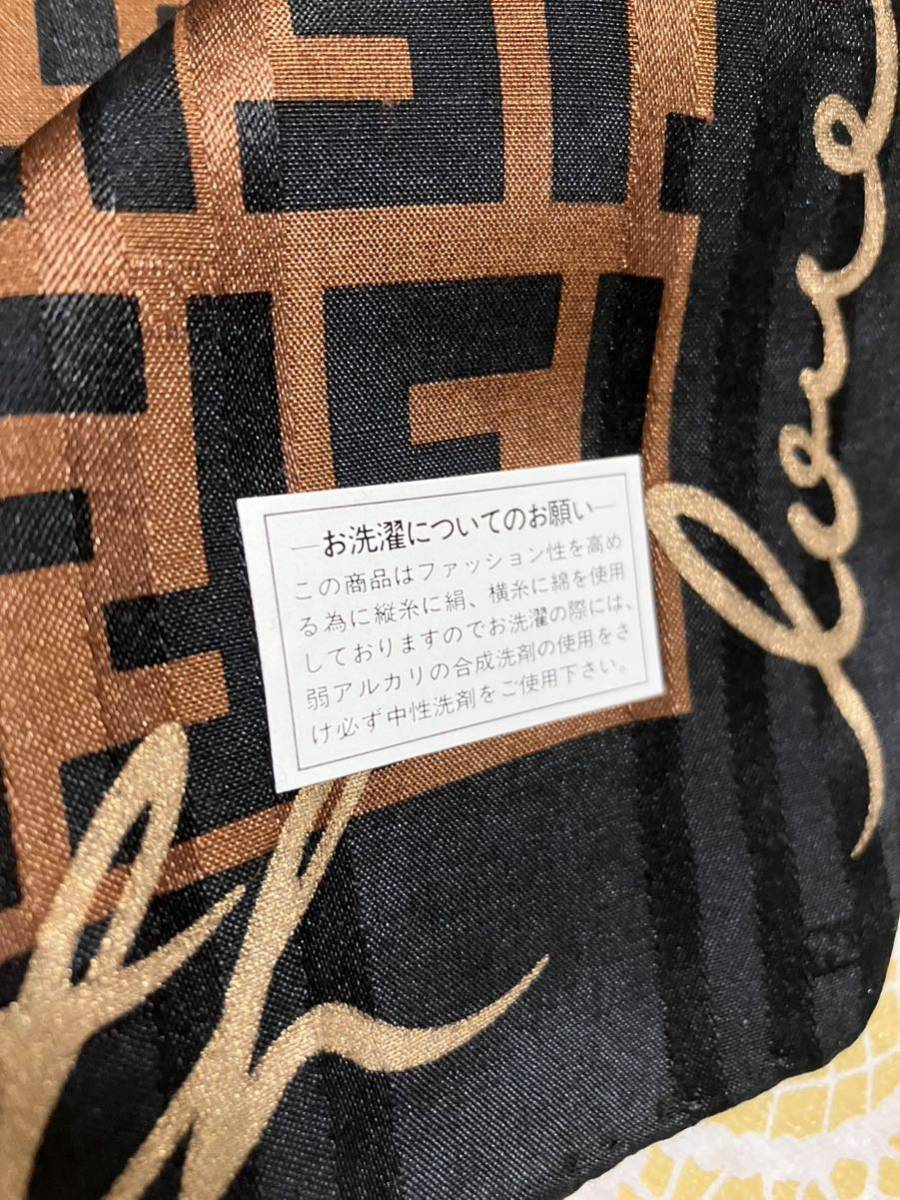 お洗濯についてのお願い
この商品はファッション性を高め
る為に縦糸に絹、横糸に綿を使用
しておりますのでお洗濯の際には、
弱アルカリの合成洗剤の使用をさ
け必ず中性洗剤をご使用下さい。